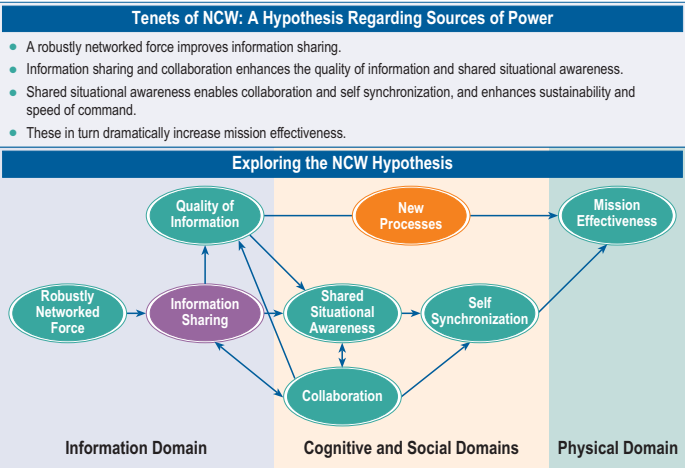 Tenets of NCW: A Hypothesis Regarding Sources of Power
A robustly networked force improves information sharing.
Information sharing and collaboration enhances the quality of information and shared situational awareness.
Shared situational awareness enables collaboration and self synchronization, and enhances sustainability and
speed of command.
These in turn dramatically increase mission effectiveness.
Exploring the NCW Hypothesis
Quality of
Information
New
Processes
Mission
Effectiveness
Robustly
Networked
Force
Information
Sharing
Shared
Situational
Awareness
Self
Synchronization
Collaboration
Information Domain
Cognitive and Social Domains
Physical Domain